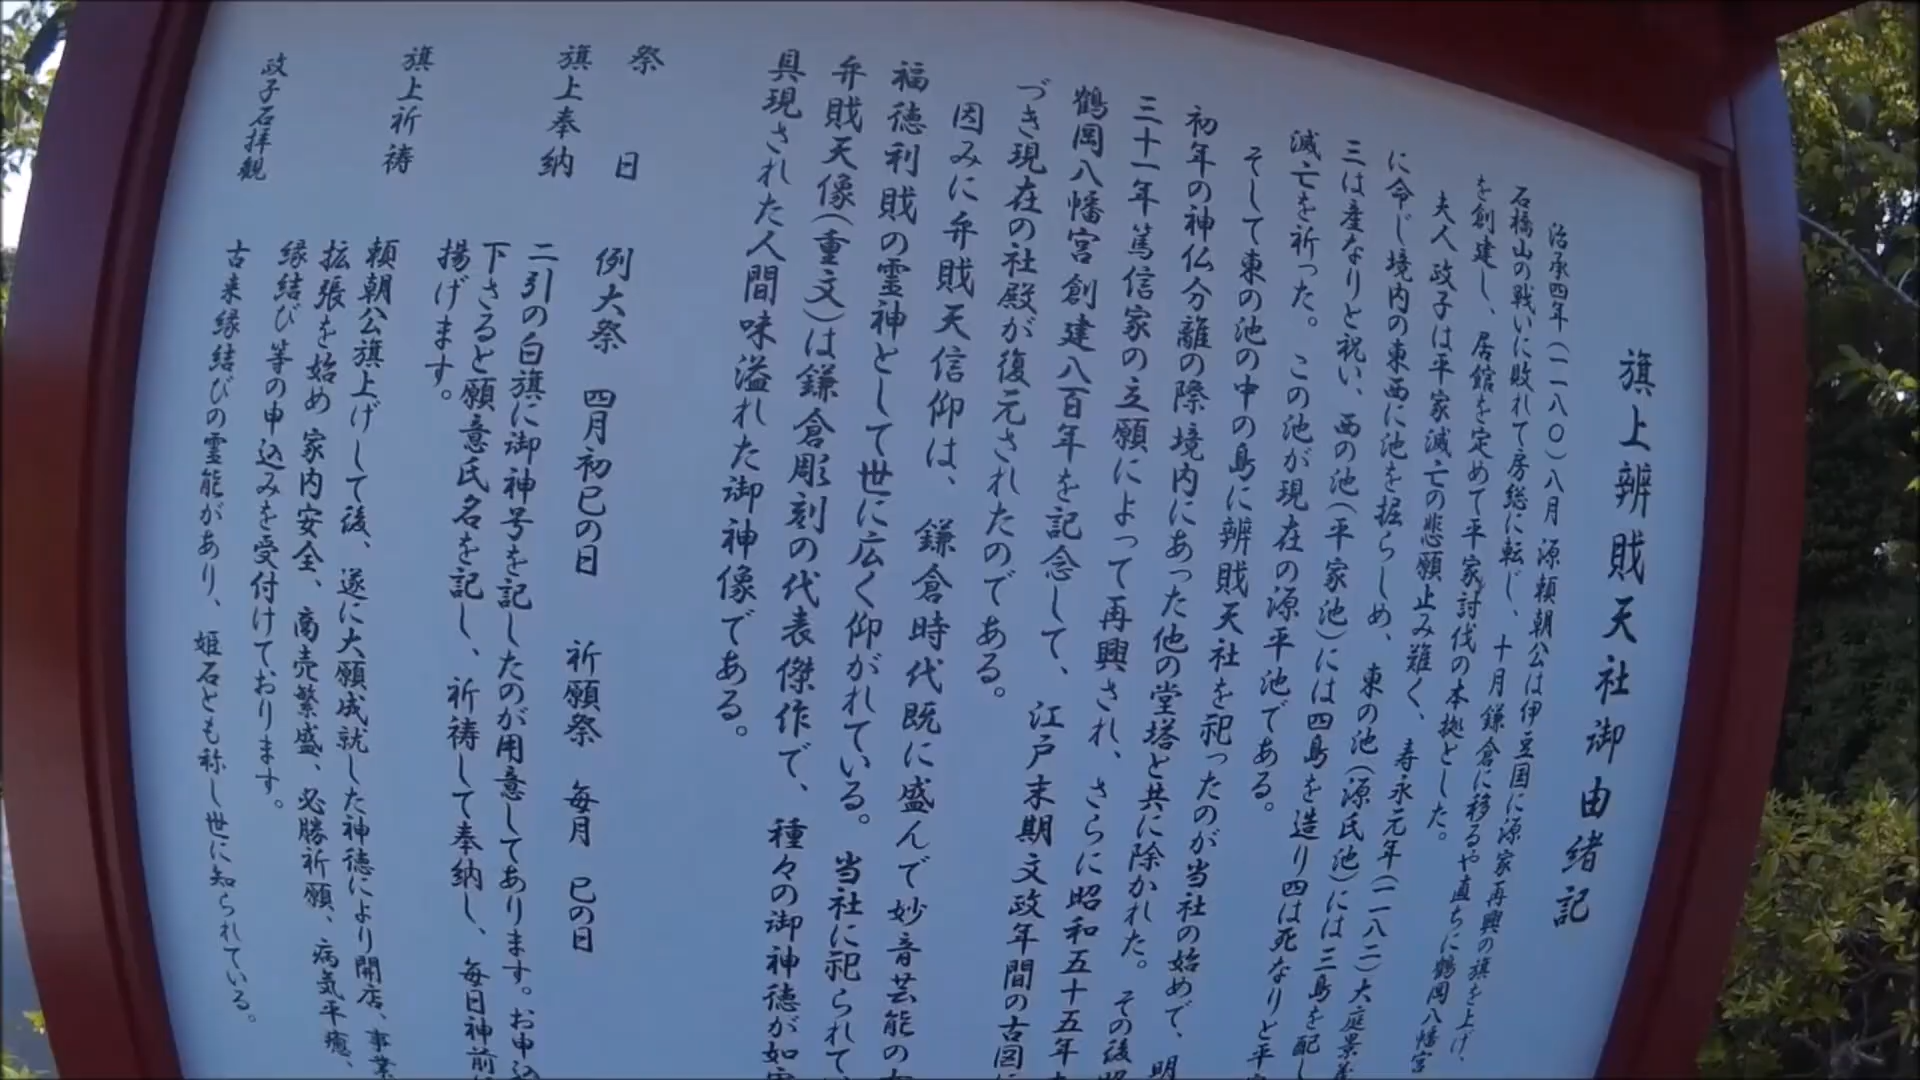 旗上辨財天社御由緒記
治承四年(一一八〇)八月 源頼朝公は伊豆国に源家再興の旗を上げ、
石橋山の戦いに敗れて房総に転じ、十月鎌倉に移るや直ちに鶴岡八幡宮
を創建し、居館を定めて平家討伐の本拠とした。
夫人政子は平家滅亡の悲願止み難く、寿永元年(一一八二)大庭景義
に命じ境内の東西に池を掘らしめ、東の池(源氏池)には三島を配し
三は産なりと祝い、西の池(平家池)には四島を造り四は死なりと平家
滅亡を祈った。この池が現在の源平池である。
そして東の池の中の島に辨財天社を祀ったのが当社の始めで、明
初年の神仏分離の際境内にあった他の堂塔と共に除かれた。その後昭
三十一年篤信家の立願によって再興され、さらに昭和五十五年
鶴岡八幡宮創建八百年を記念して、江戸末期文政年間の古図に
づき現在の社殿が復元されたのである。
因みに弁財天信仰は、鎌倉時代既に盛んで妙音芸能の
福徳利財の霊神として世に広く仰がれている。当社に祀られて
弁財天像(重文)は鎌倉彫刻の代表傑作で、種々の御神徳が如実
具現された人間味溢れた御神像である。
祭 日 例大祭 四月初巳の日 祈願祭 毎月 巳の日
旗上奉納 二引の白旗に御神号を記したのが用意してあります。お申込
下さると願意氏名を記し、祈祷して奉納し、毎日神前
揚げます。
旗上祈祷 頼朝公旗上げして後、遂に大願成就した神徳により開店、事業
拡張を始め 家内安全、商売繁盛、必勝祈願、病気平癒、
縁結び等の申込みを受付けております。
政子石拝観 古来縁結びの霊能があり、姫石とも称し世に知られている。